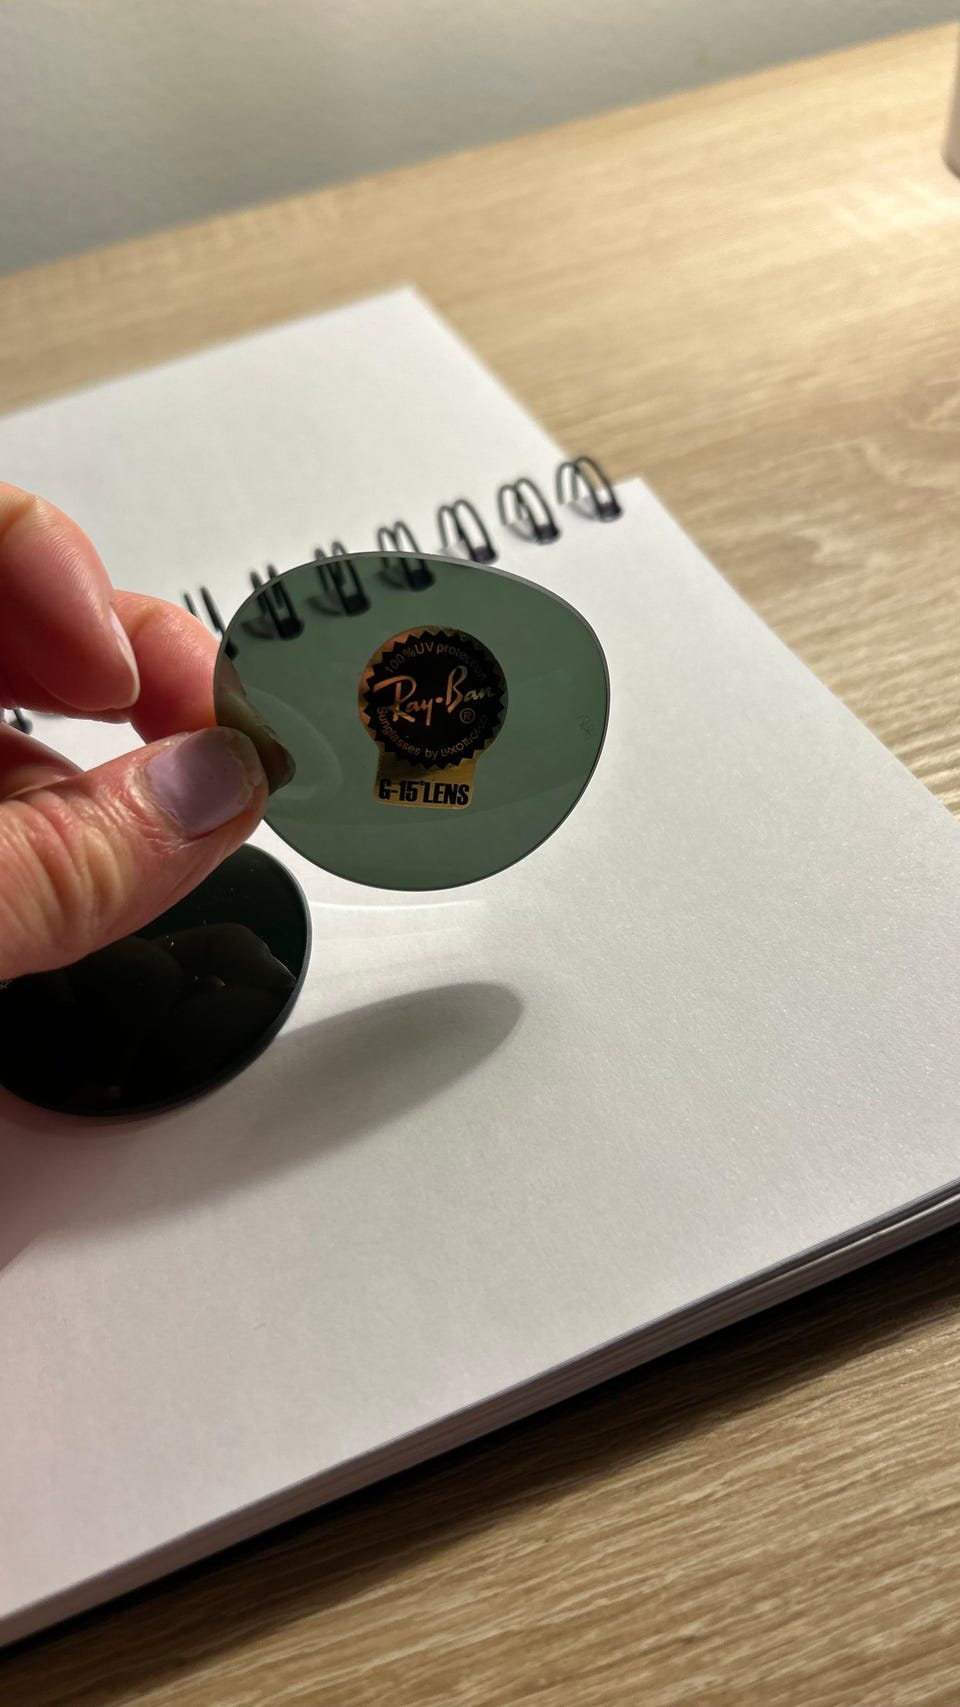 100%UV protection
Ray-Ban
®
Sunglasses by LUXOTTICA
G-15 LENS